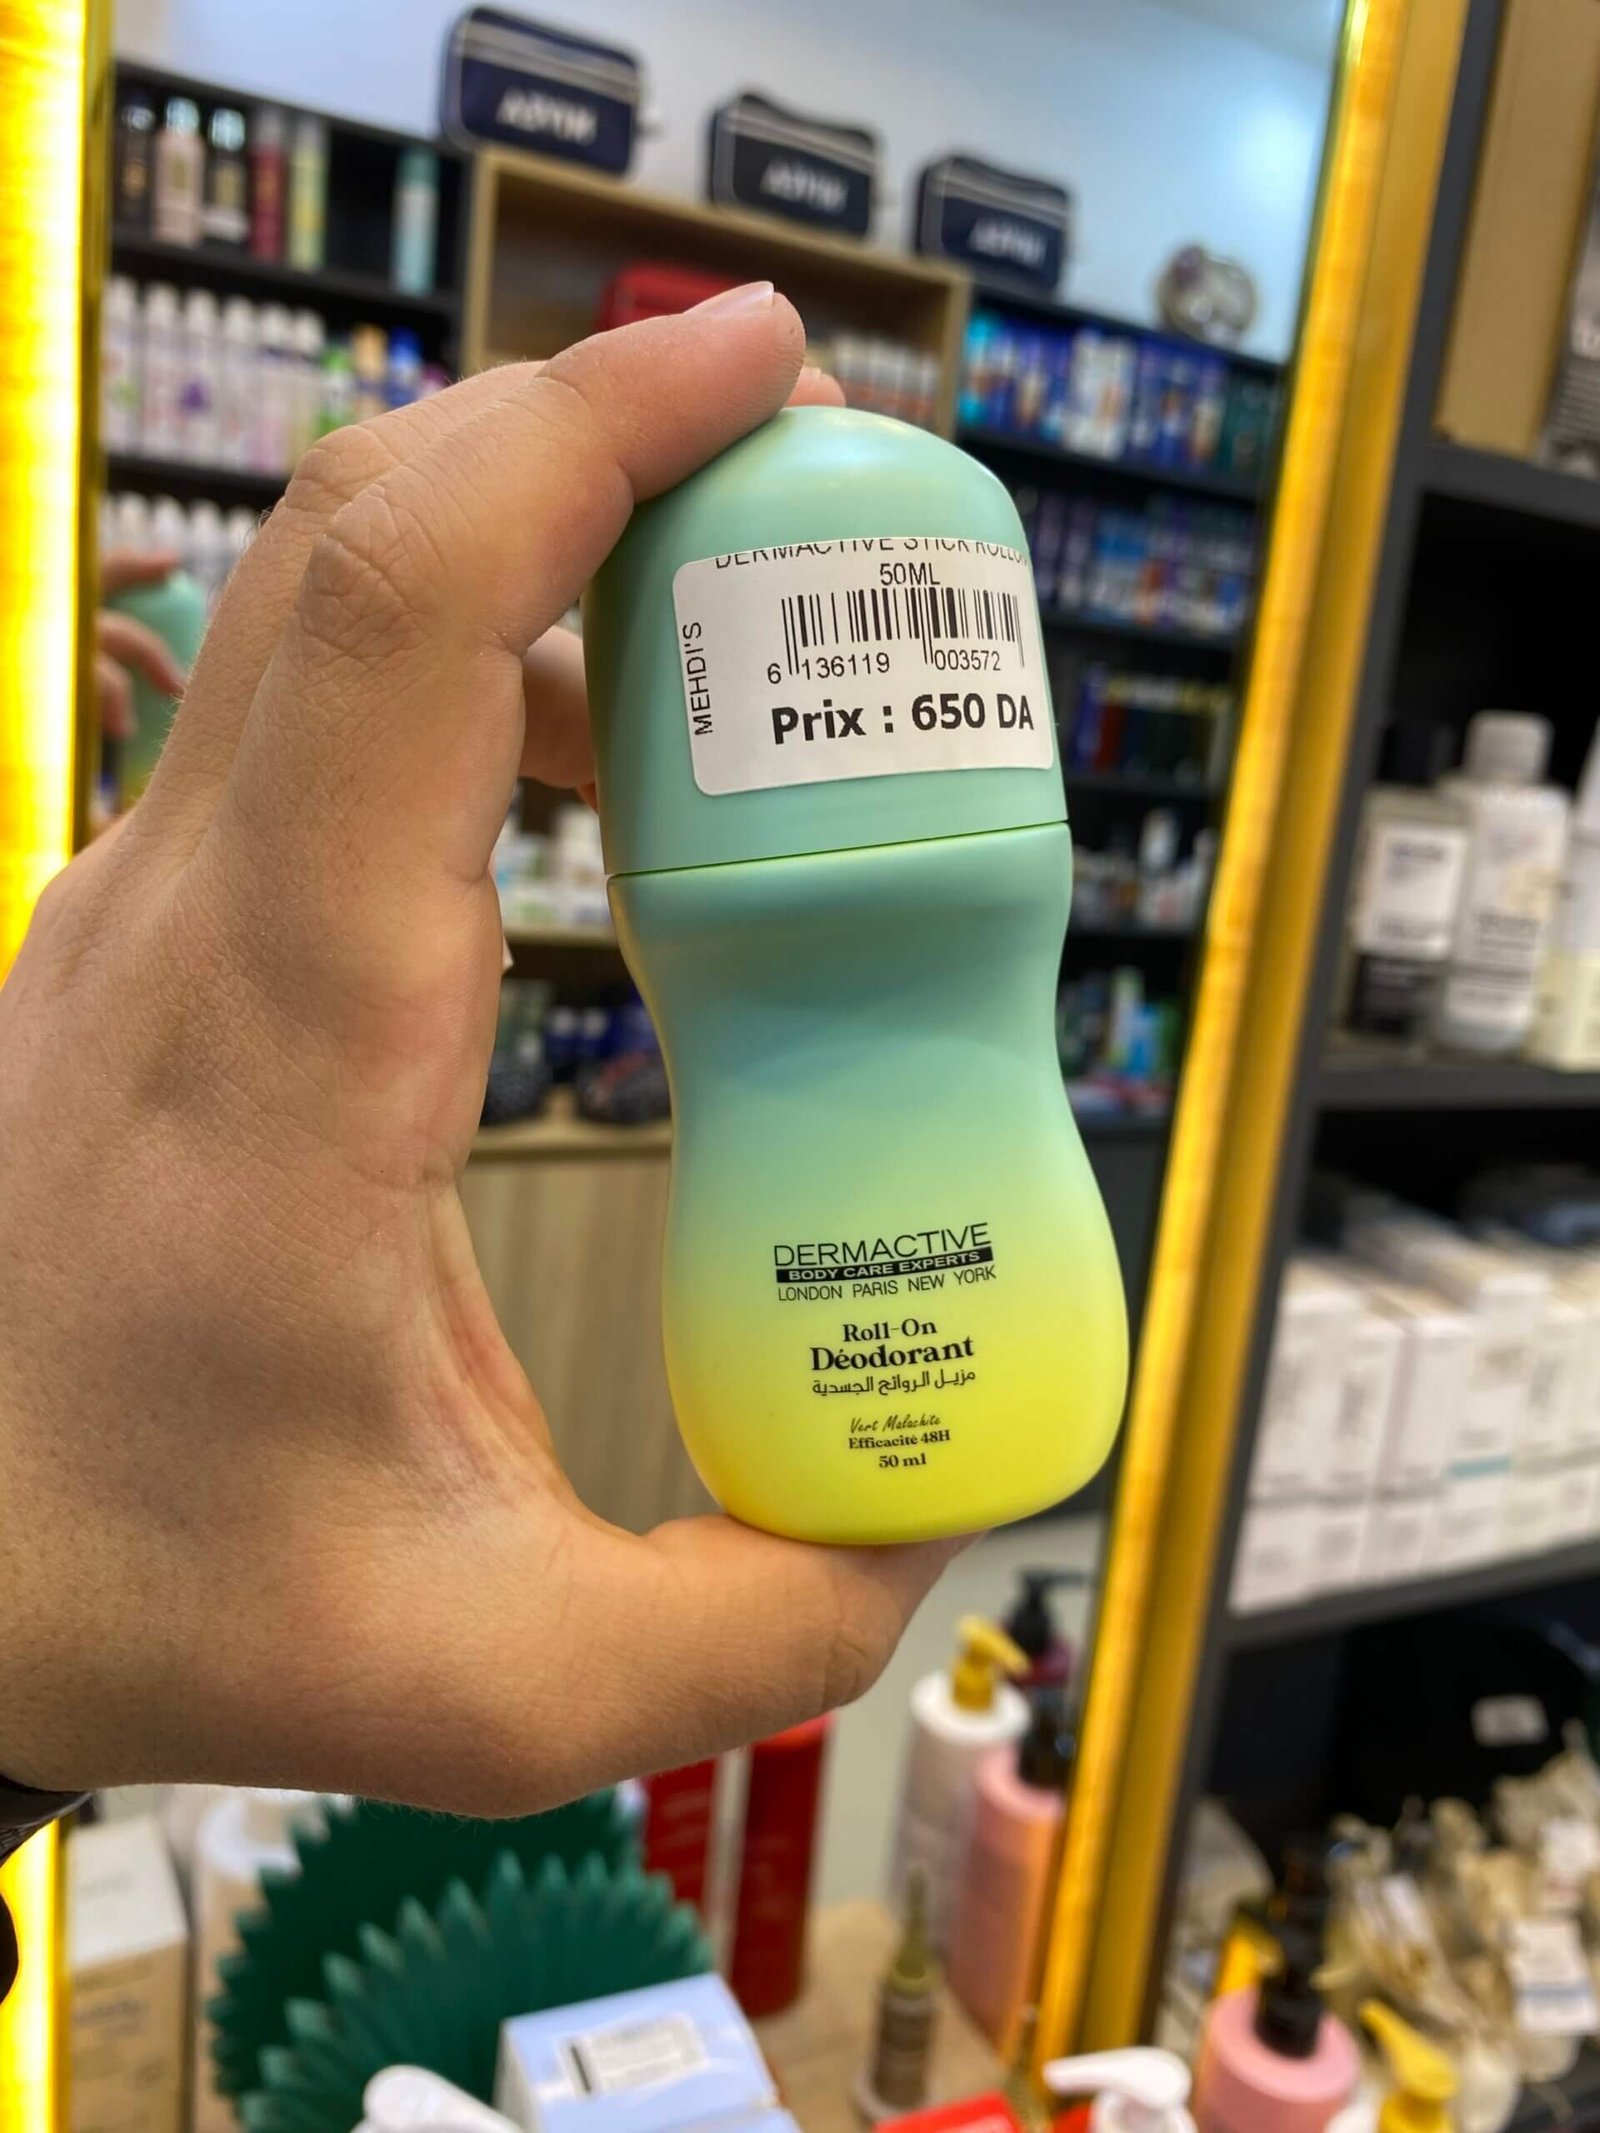 DERMACTIVE STICK ROLLON
50ML
MEHDI'S
6 136119 003572
Prix : 650 DA
DERMACTIVE
BODY CARE EXPERTS
LONDON PARIS NEW YORK
Roll-On
Déodorant
مزيل الروائح الجسدية
Vert Malachite
Efficacité 48H
50 ml